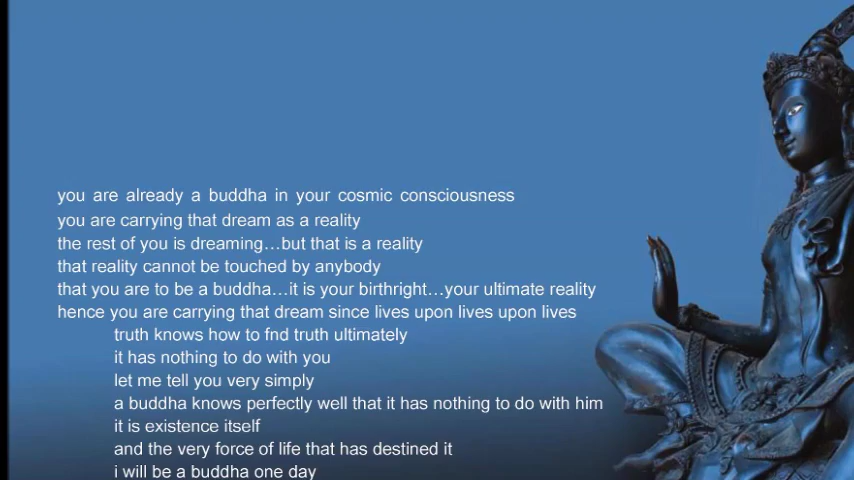 you are already a buddha in your cosmic consciousness
you are carrying that dream as a reality
the rest of you is dreaming…but that is a reality
that reality cannot be touched by anybody
that you are to be a buddha…it is your birthright…your ultimate reality
hence you are carrying that dream since lives upon lives upon lives
truth knows how to fnd truth ultimately
it has nothing to do with you
let me tell you very simply
a buddha knows perfectly well that it has nothing to do with him
it is existence itself
and the very force of life that has destined it
i will be a buddha one day